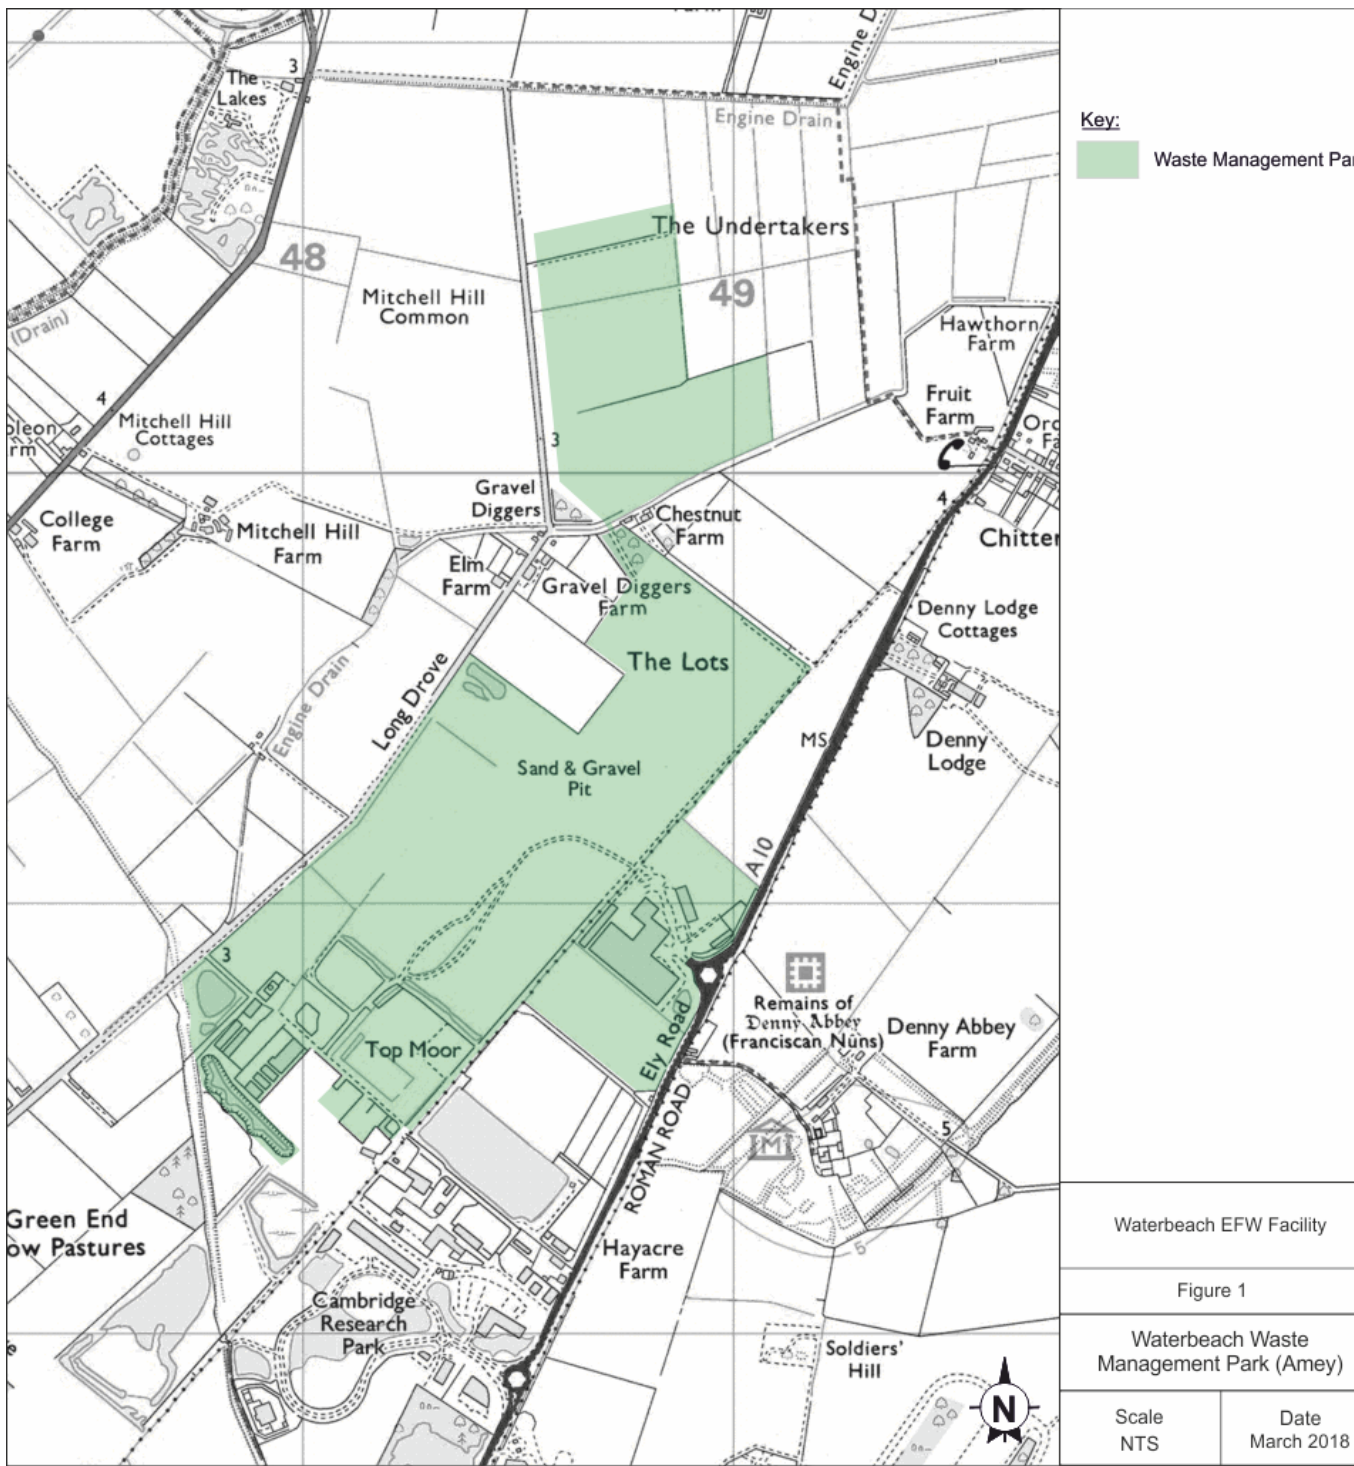 The
Lakes
3
Engine D
Engine Drain
Key:
Waste Management Par
The Undertakers
48
49
Mitchell Hill
Common
(Drain)
Hawthorn
Farm
4
Mitchell Hill
Cottages
Fruit
Farm
3
Gravel
Diggers
4
College
Farm
Mitchell Hill
Farm
Chestnut
Farm
Chitter
Elm
Farm
Gravel Diggers
Farm
Denny Lodge
Cottages
The Lots
Engine Drain
Long Drove
MS
Denny
Lodge
Sand & Gravel
Pit
A 10
3
Remains of
Denny Abbey
(Franciscan Nuns)
Denny Abbey
Farm
Top Moor
Ely Road
ROMAN ROAD
M
5
Green End
ow Pastures
5
Hayacre
Farm
Cambridge
Research
Park
Soldiers'
Hill
N
Waterbeach EFW Facility
Figure 1
Waterbeach Waste
Management Park (Amey)
Scale
NTS
Date
March 2018